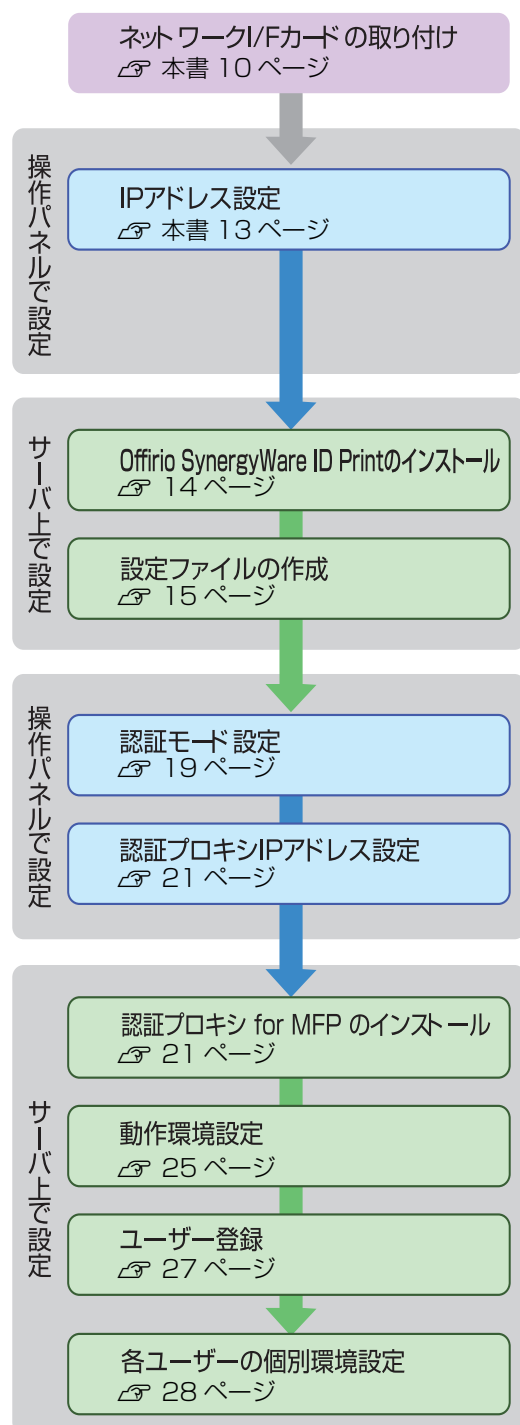 ネットワークI/Fカードの取り付け
☞ 本書 10 ページ
操作パネルで設定
IPアドレス設定
☞ 本書 13 ページ
サーバ上で設定
Offirio SynergyWare ID Printのインストール
☞ 14 ページ
設定ファイルの作成
☞ 15 ページ
操作パネルで設定
認証モード設定
☞ 19 ページ
認証プロキシIPアドレス設定
☞ 21 ページ
サーバ上で設定
認証プロキシ for MFP のインストール
☞ 21 ページ
動作環境設定
☞ 25 ページ
ユーザー登録
☞ 27 ページ
各ユーザーの個別環境設定
☞ 28 ページ